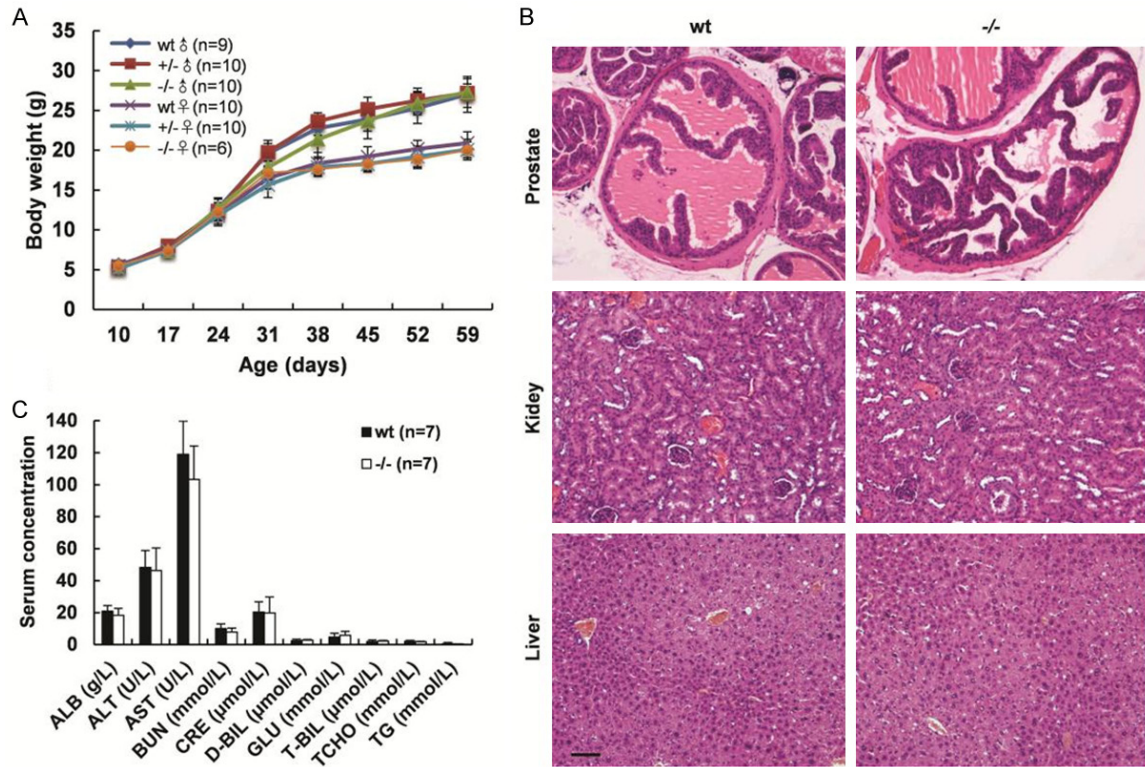 A
35
30
25
20
15
10
5
0
Body weight (g)
wt ♂ (n=9)
+/- ♂ (n=10)
-/- ♂ (n=10)
wt ♀ (n=10)
+/- ♀ (n=10)
-/- ♀ (n=6)
10 17 24 31 38 45 52 59
Age (days)
B
wt -/-
Prostate
Kidey
Liver
C
140
120
100
80
60
40
20
0
Serum concentration
wt (n=7)
-/- (n=7)
ALB (g/L)
ALT (U/L)
AST (U/L)
BUN (mmol/L)
CRE (μmol/L)
D-BIL (μmol/L)
GLU (mmol/L)
T-BIL (μmol/L)
TCHO (mmol/L)
TG (mmol/L)